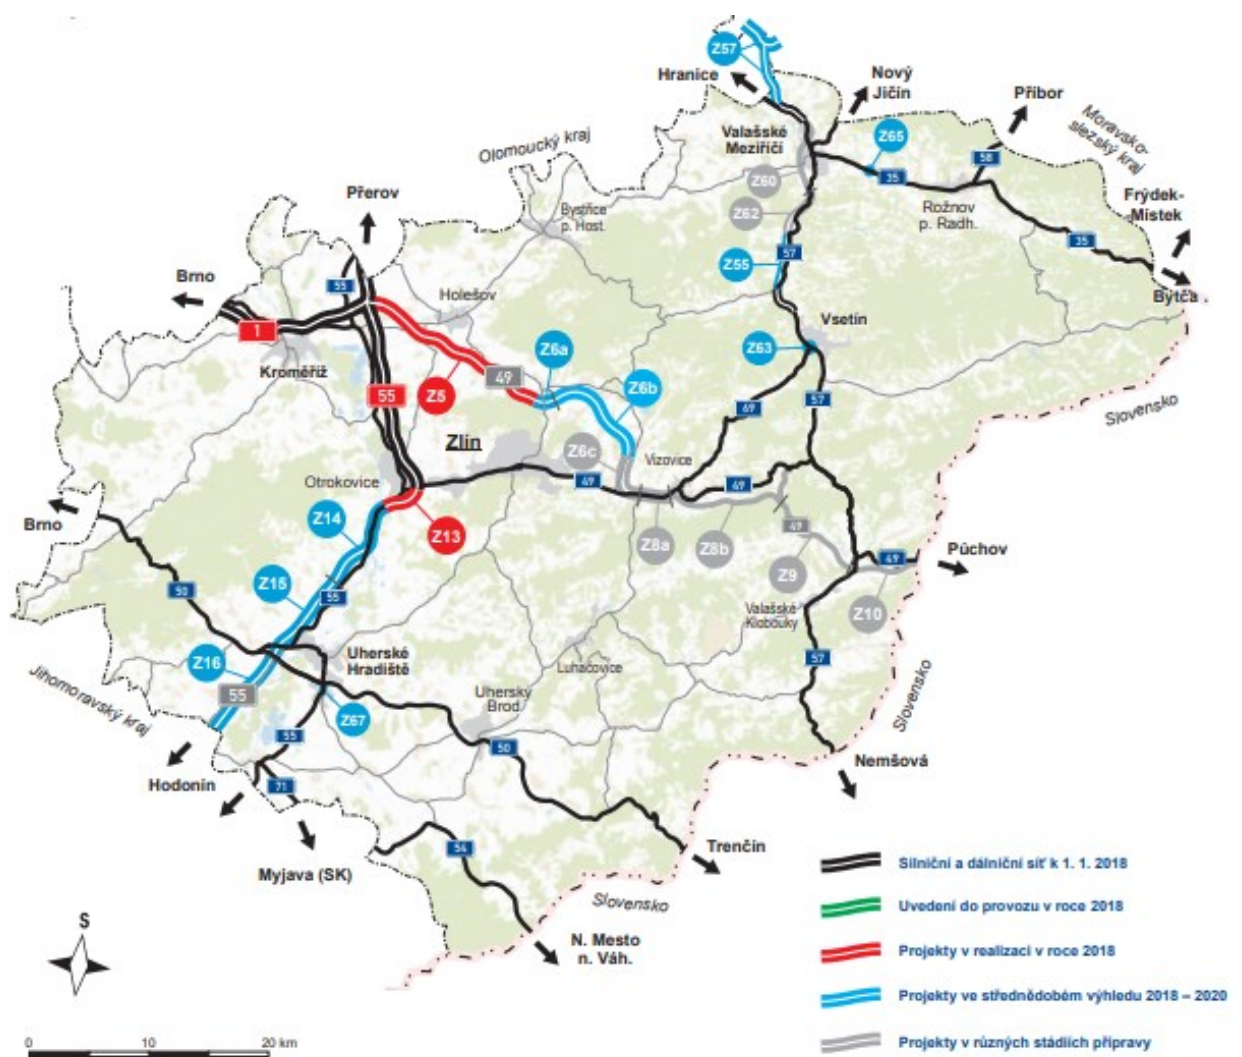 Z57
Hranice
Nový
Jičín
Příbor
Moravsko-
slezský kraj
Valašské
Meziříčí
Z65
58
Olomoucký kraj
Z60
35
Přerov
Rožnov
p. Radh.
Frýdek-
Místek
Bystřice
p. Host.
Z62
57
35
Brno
55
Z55
Bytča
Holešov
Vsetín
1
Z63
Kroměříž
Z6a
55
Z5
49
Z6b
57
Slovensko
49
Zlín
Z6c
Vizovice
Otrokovice
49
49
Brno
Z14
Z13
Z8a
Z8b
49
Půchov
49
Z15
50
55
Z9
Valašské
Klobouky
Z10
Z16
Uherské
Hradiště
Luhačovice
57
Slovensko
Jihomoravský kraj
55
Z67
Uherský
Brod
55
50
Nemšová
Hodonín
71
Trenčín
54
Myjava (SK)
Slovensko
N. Mesto
n. Váh.
S
0 10 20 km
Silniční a dálniční síť k 1. 1. 2018
Uvedení do provozu v roce 2018
Projekty v realizaci v roce 2018
Projekty ve střednědobém výhledu 2018 – 2020
Projekty v různých stádiích přípravy